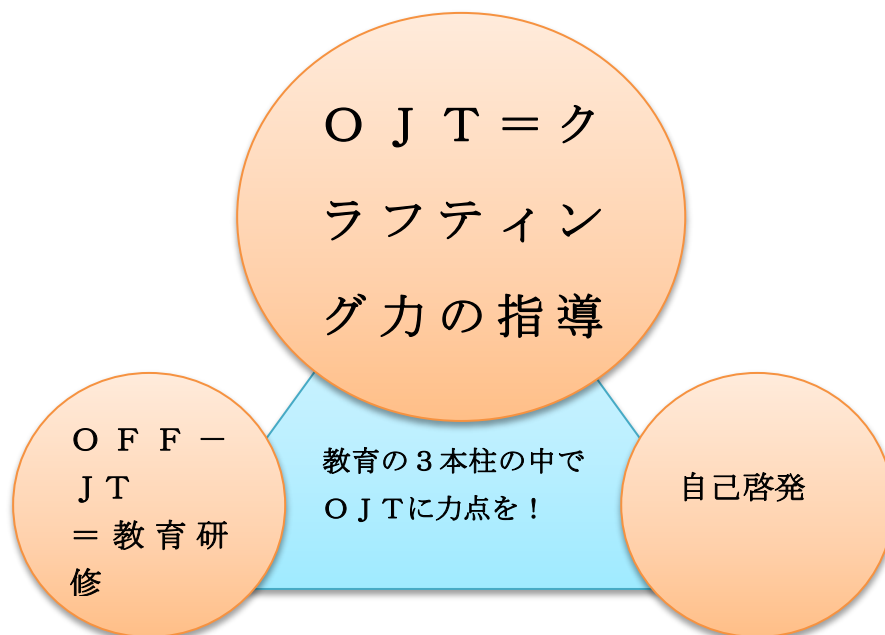 ＯＪＴ＝ク
ラフティン
グ力の指導
教育の３本柱の中で
ＯＪＴに力点を！
ＯＦＦ－
ＪＴ
＝教育研
修
自己啓発